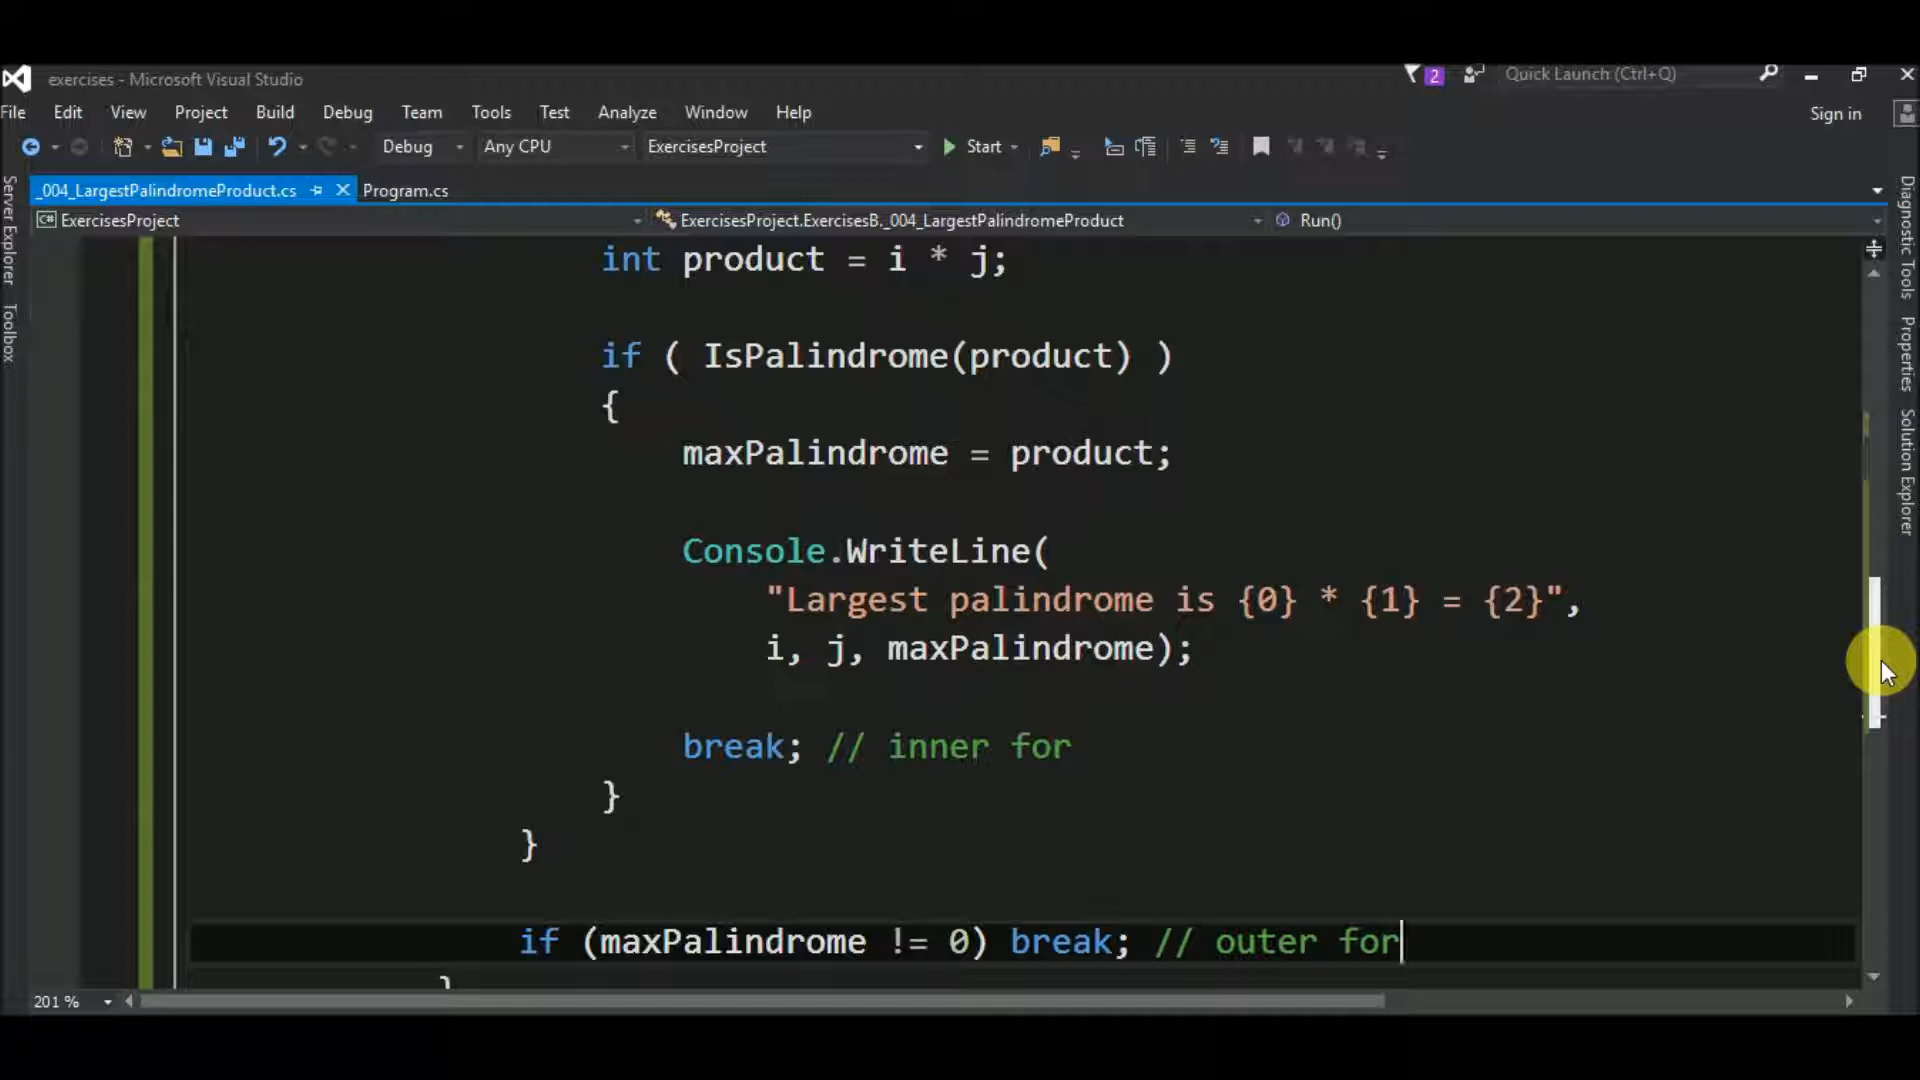 exercises - Microsoft Visual Studio
2
Quick Launch (Ctrl+Q)
File Edit View Project Build Debug Team Tools Test Analyze Window Help
Sign in
Debug Any CPU ExercisesProject Start
_004_LargestPalindromeProduct.cs Program.cs
C# ExercisesProject ExercisesProject.ExercisesB._004_LargestPalindromeProduct Run()
Server Explorer
Toolbox
int product = i * j;
if ( IsPalindrome(product) )
{
maxPalindrome = product;
Console.WriteLine(
"Largest palindrome is {0} * {1} = {2}",
i, j, maxPalindrome);
break; // inner for
}
}
if (maxPalindrome != 0) break; // outer for
}
201 %
Diagnostic Tools
Properties
Solution Explorer